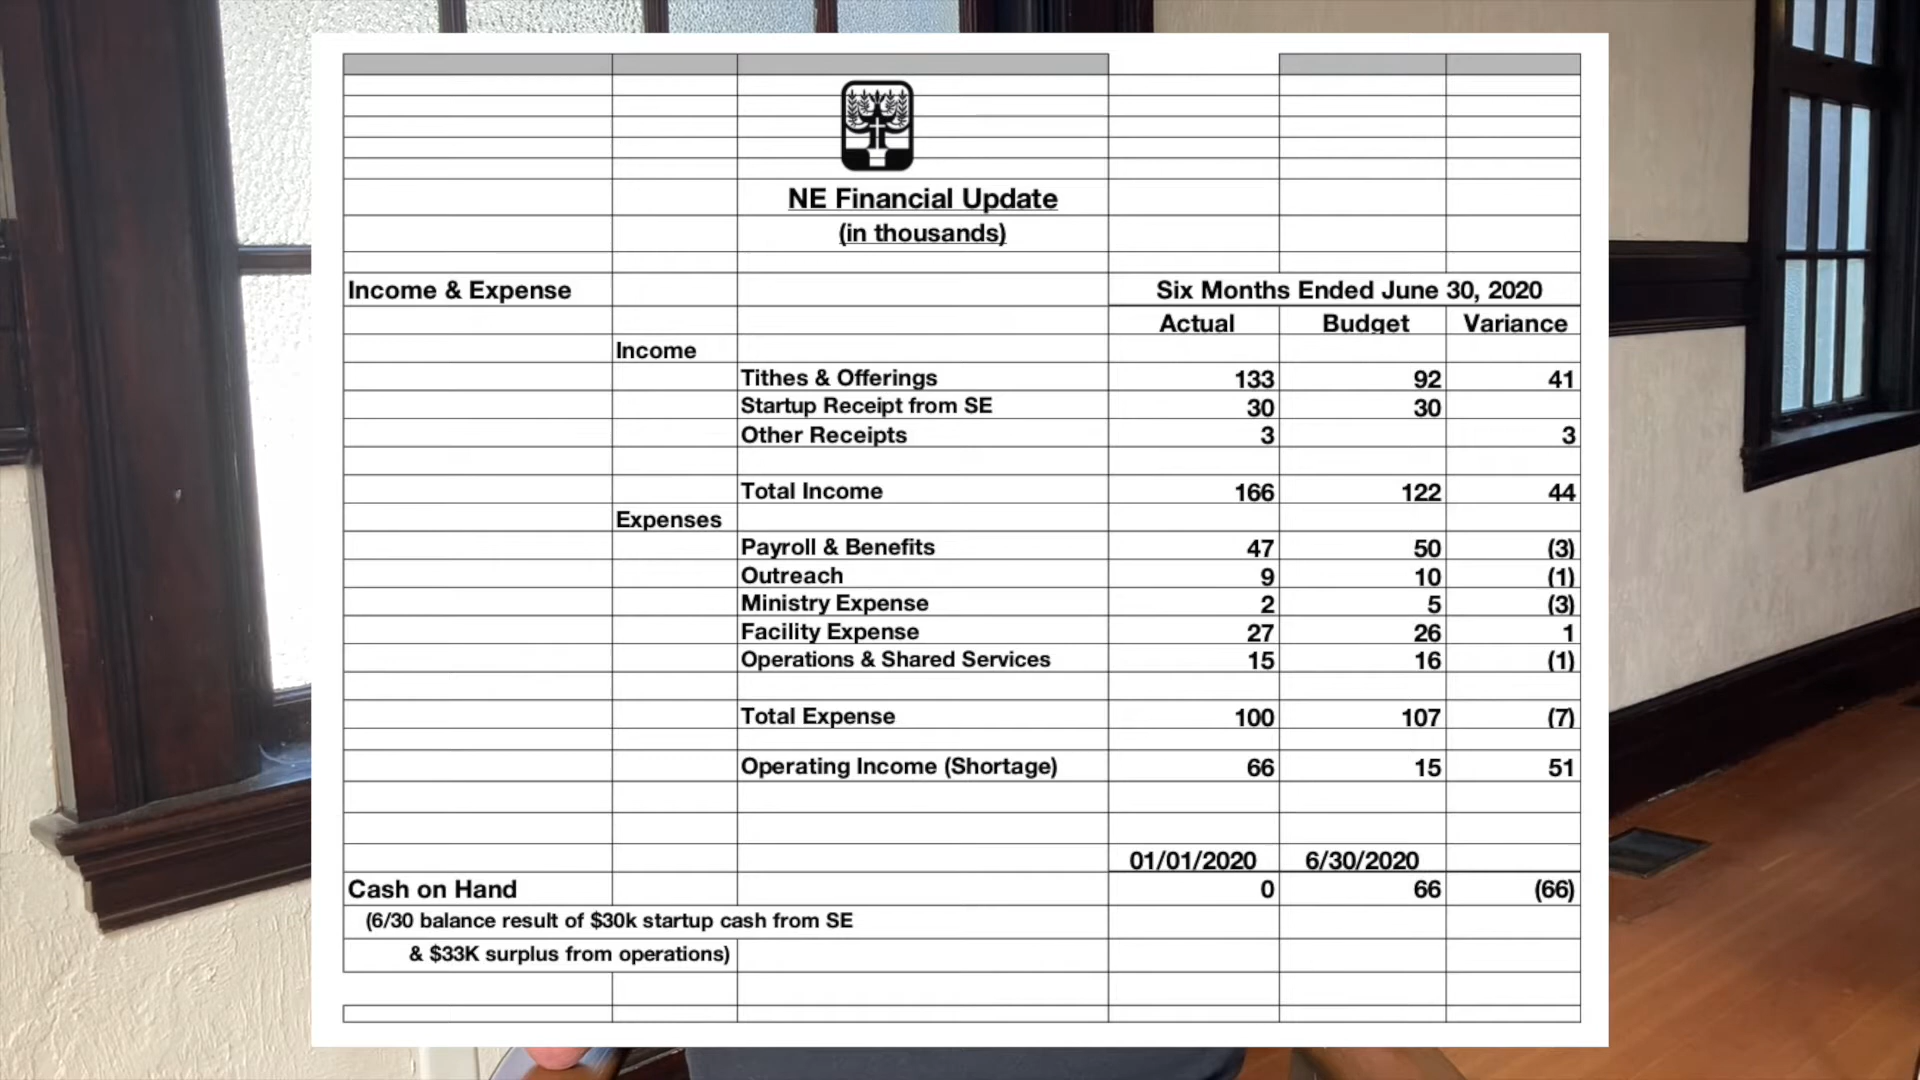 NE Financial Update
(in thousands)
Income & Expense Six Months Ended June 30, 2020
Actual Budget Variance
Income
Tithes & Offerings 133 92 41
Startup Receipt from SE 30 30
Other Receipts 3 3
Total Income 166 122 44
Expenses
Payroll & Benefits 47 50 (3)
Outreach 9 10 (1)
Ministry Expense 2 5 (3)
Facility Expense 27 26 1
Operations & Shared Services 15 16 (1)
Total Expense 100 107 (7)
Operating Income (Shortage) 66 15 51
01/01/2020 6/30/2020
Cash on Hand 0 66 (66)
(6/30 balance result of $30k startup cash from SE
& $33K surplus from operations)